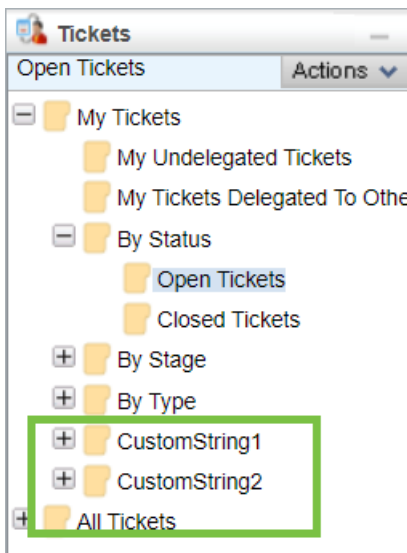 Tickets
Open Tickets Actions
My Tickets
My Undelegated Tickets
My Tickets Delegated To Othe
By Status
Open Tickets
Closed Tickets
By Stage
By Type
CustomString1
CustomString2
All Tickets